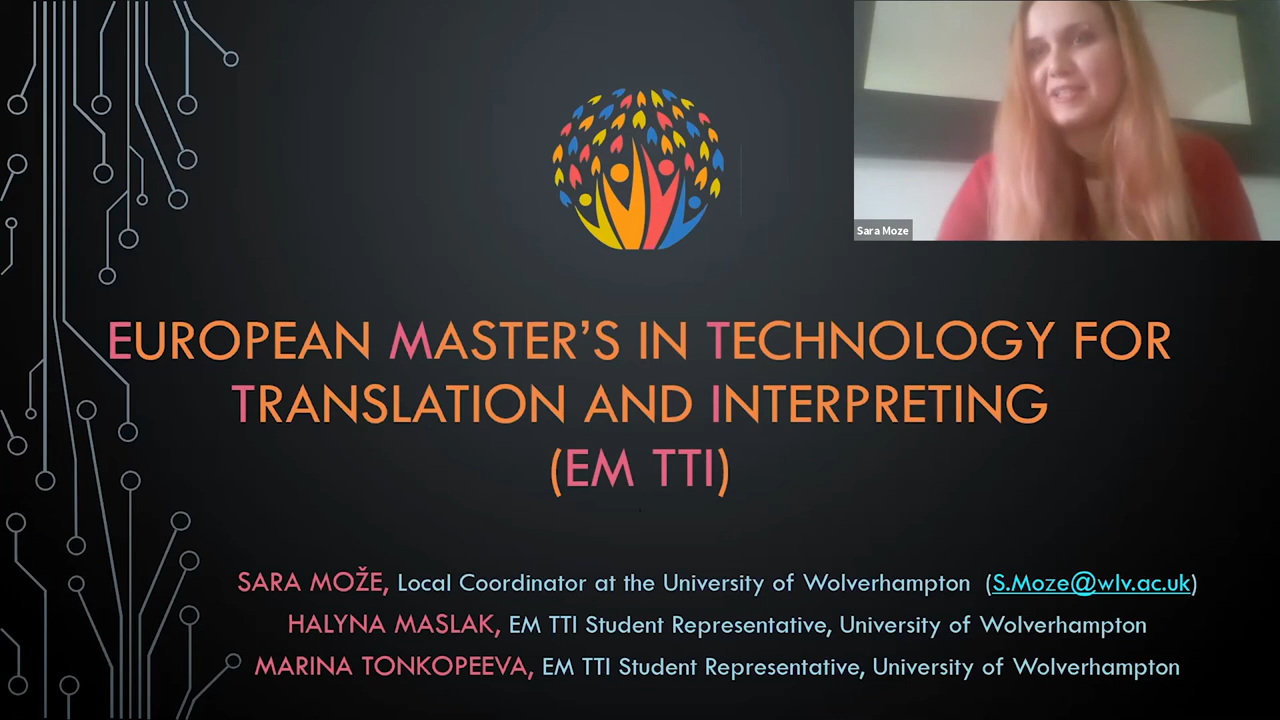 Sara Moze
EUROPEAN MASTER'S IN TECHNOLOGY FOR
TRANSLATION AND INTERPRETING
(EM TTI)
SARA MOŽE, Local Coordinator at the University of Wolverhampton (S.Moze@wlv.ac.uk)
HALYNA MASLAK, EM TTI Student Representative, University of Wolverhampton
MARINA TONKOPEEVA, EM TTI Student Representative, University of Wolverhampton